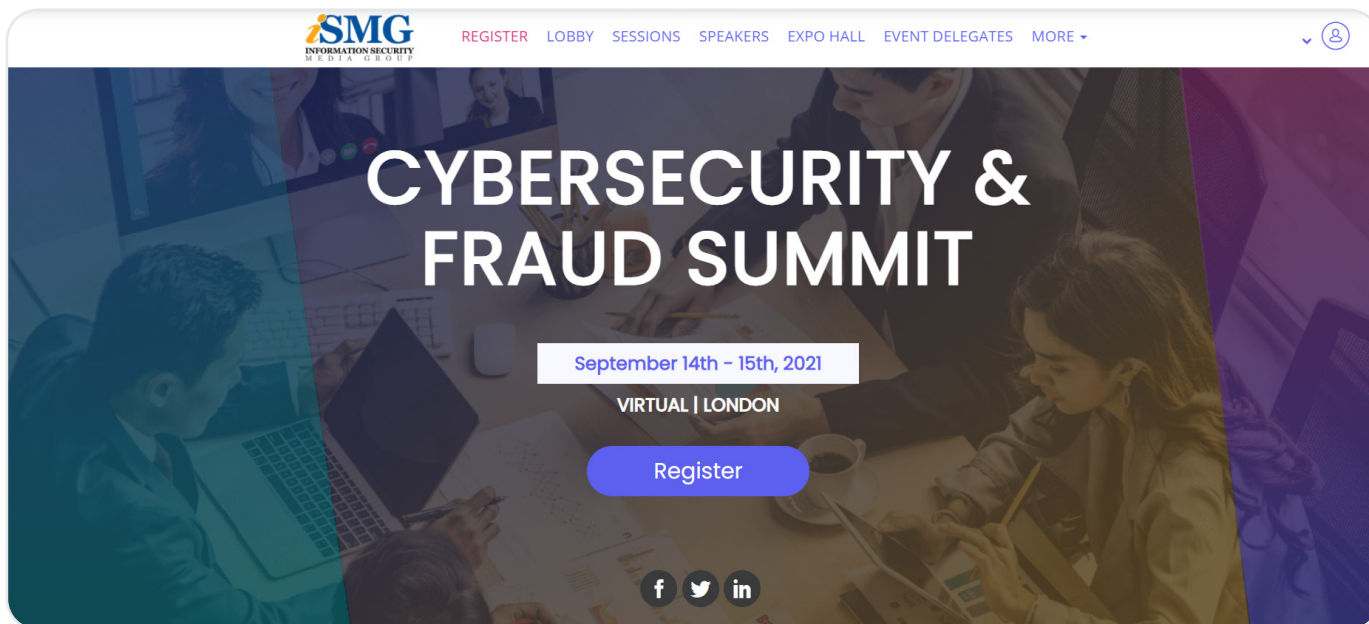 iSMG
INFORMATION SECURITY
MEDIA GROUP
REGISTER LOBBY SESSIONS SPEAKERS EXPO HALL EVENT DELEGATES MORE
CYBERSECURITY &
FRAUD SUMMIT
September 14th - 15th, 2021
VIRTUAL | LONDON
Register
f in